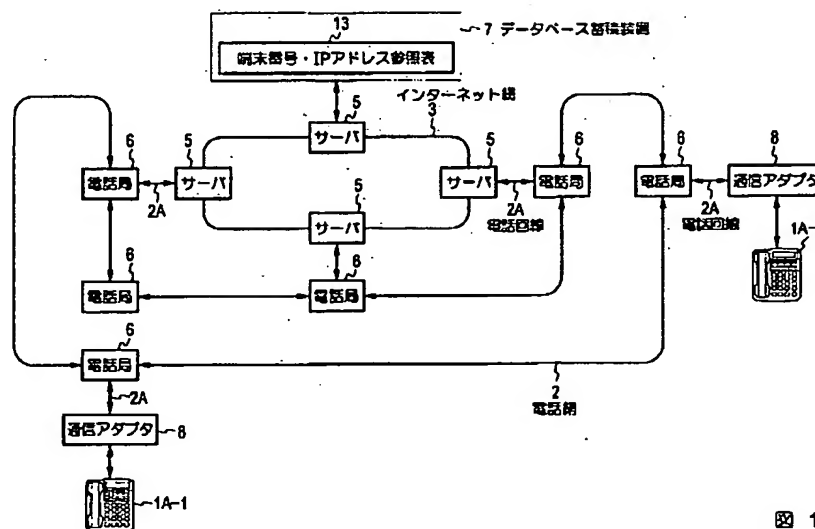 13
7 データベース蓄積装置
端末番号・IPアドレス参照表
インターネット網
3
5
サーバ
6
電話局
5
サーバ
2A
5
サーバ
2A
電話回線
6
電話局
6
電話局
2A
電話回線
8
通信アダプタ
1A-
5
サーバ
6
電話局
6
電話局
6
電話局
2
電話網
2A
通信アダプタ
8
1A-1
図 1